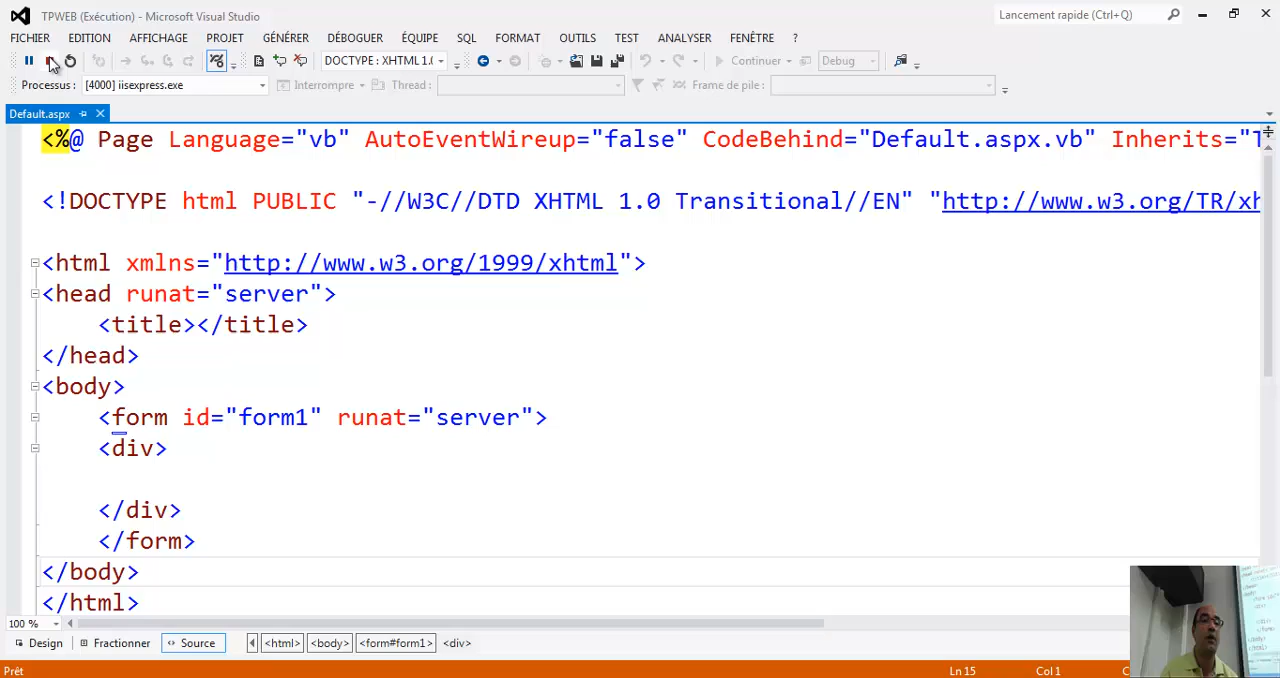 TPWEB (Exécution) - Microsoft Visual Studio
Lancement rapide (Ctrl+Q)
FICHIER EDITION AFFICHAGE PROJET GÉNÉRER DÉBOGUER ÉQUIPE SQL FORMAT OUTILS TEST ANALYSER FENÊTRE ?
DOCTYPE : XHTML 1.( Continuer Debug
Processus : [4000] iisexpress.exe Interrompre Thread : Frame de pile :
Default.aspx
<%@ Page Language="vb" AutoEventWireup="false" CodeBehind="Default.aspx.vb" Inherits="T
<!DOCTYPE html PUBLIC "-//W3C//DTD XHTML 1.0 Transitional//EN" "http://www.w3.org/TR/xh
<html xmlns="http://www.w3.org/1999/xhtml">
<head runat="server">
<title></title>
</head>
<body>
<form id="form1" runat="server">
<div>
</div>
</form>
</body>
</html>
100 %
Design Fractionner Source <html> <body> <form#form1> <div>
Prêt Ln 15 Col 1 C